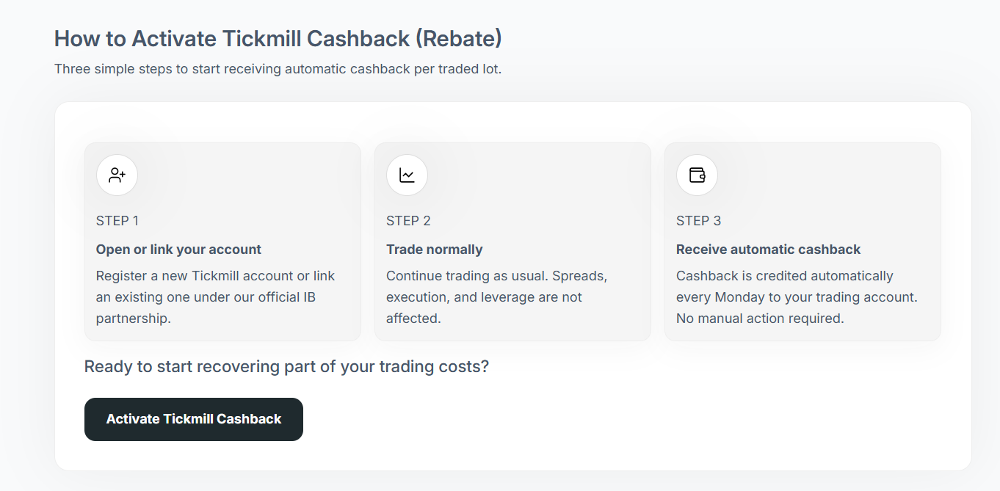 How to Activate Tickmill Cashback (Rebate)
Three simple steps to start receiving automatic cashback per traded lot.
STEP 1
Open or link your account
Register a new Tickmill account or link
an existing one under our official IB
partnership.
STEP 2
Trade normally
Continue trading as usual. Spreads,
execution, and leverage are not
affected.
STEP 3
Receive automatic cashback
Cashback is credited automatically
every Monday to your trading account.
No manual action required.
Ready to start recovering part of your trading costs?
Activate Tickmill Cashback